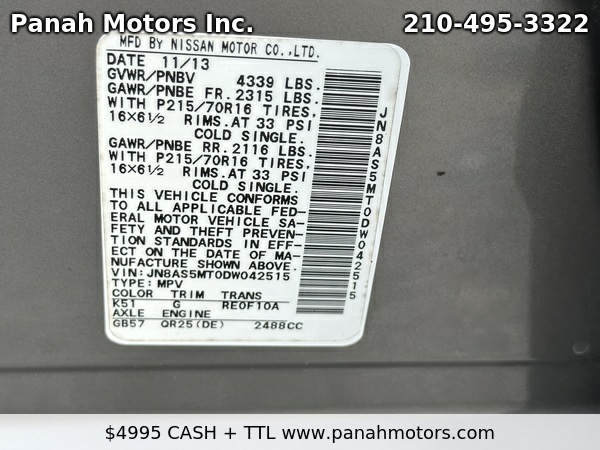 Panah Motors Inc.
210-495-3322
MFD BY NISSAN MOTOR CO.,LTD.
DATE 11/13
GVWR/PNBV 4339 LBS.
GAWR/PNBE FR. 2315 LBS.
WITH P215/70R16 TIRES,
16X6½ RIMS.AT 33 PSI
COLD SINGLE.
GAWR/PNBE RR. 2116 LBS.
WITH P215/70R16 TIRES,
16X6½ RIMS.AT 33 PSI
COLD SINGLE.
THIS VEHICLE CONFORMS
TO ALL APPLICABLE FED-
ERAL MOTOR VEHICLE SA-
FETY AND THEFT PREVEN-
TION STANDARDS IN EFF-
ECT ON THE DATE OF MA-
NUFACTURE SHOWN ABOVE.
VIN:JN8AS5MT0DW042515
TYPE:MPV
COLOR TRIM TRANS
K51 G RE0F10A
AXLE ENGINE
GB57 QR25(DE) 2488CC
JN8AS5MT0DW042515
$4995 CASH + TTL www.panahmotors.com